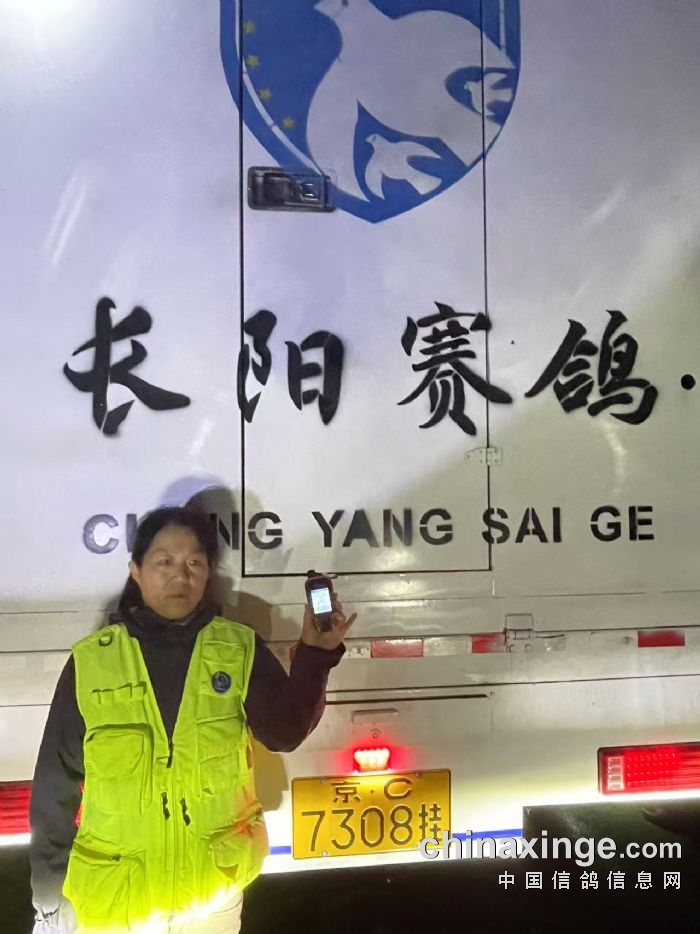 长阳赛鸽·
CHANG YANG SAI GE
京·C
7308挂
chinaxinge.com
中国信鸽信息网